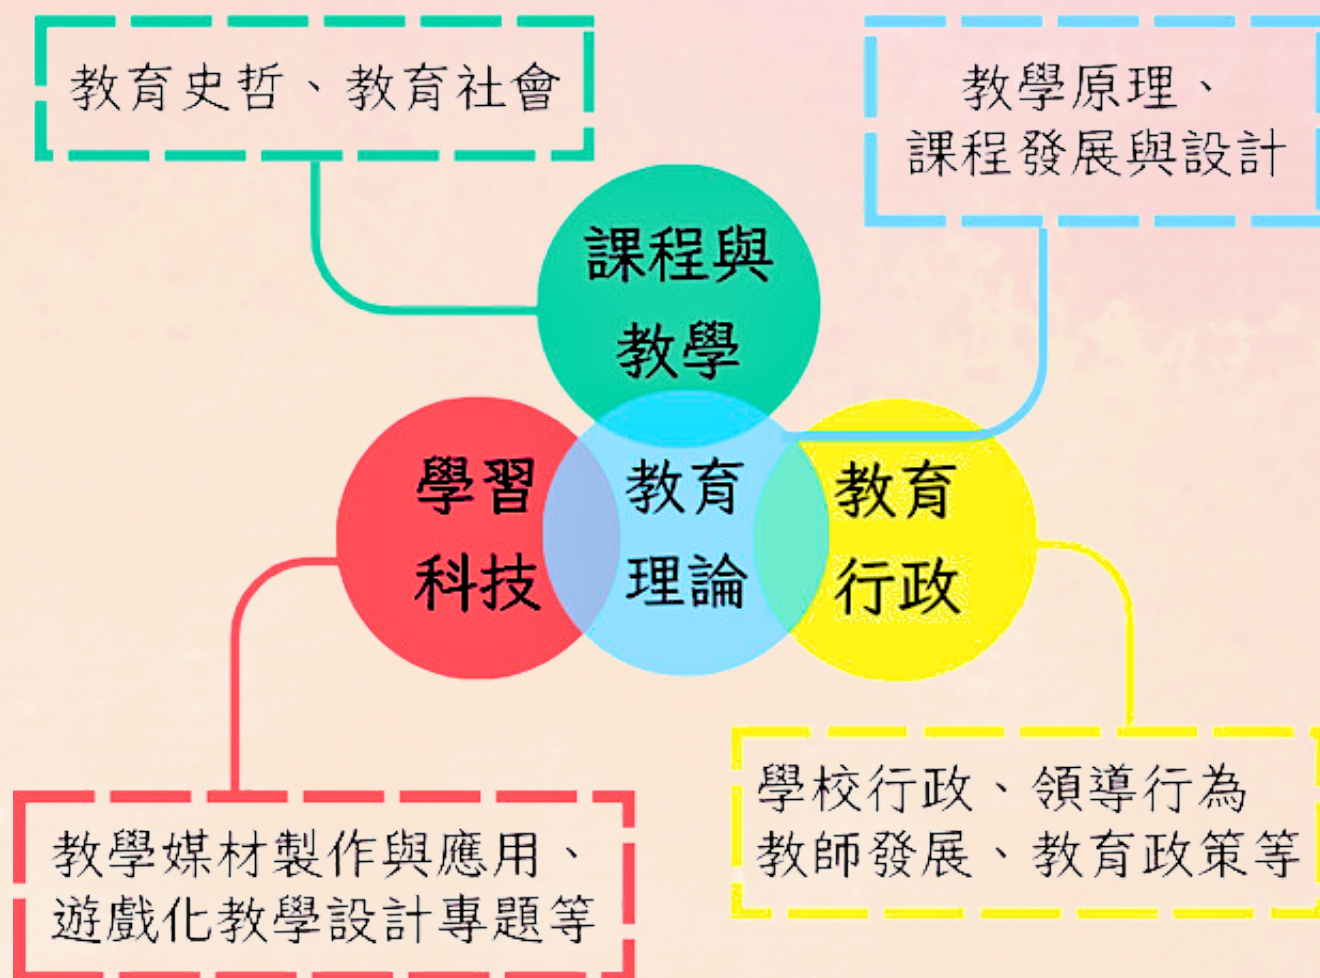 教育史哲、教育社會
教學原理、
課程發展與設計
課程與
教學
學習
科技
教育
理論
教育
行政
學校行政、領導行為
教師發展、教育政策等
教學媒材製作與應用、
遊戲化教學設計專題等